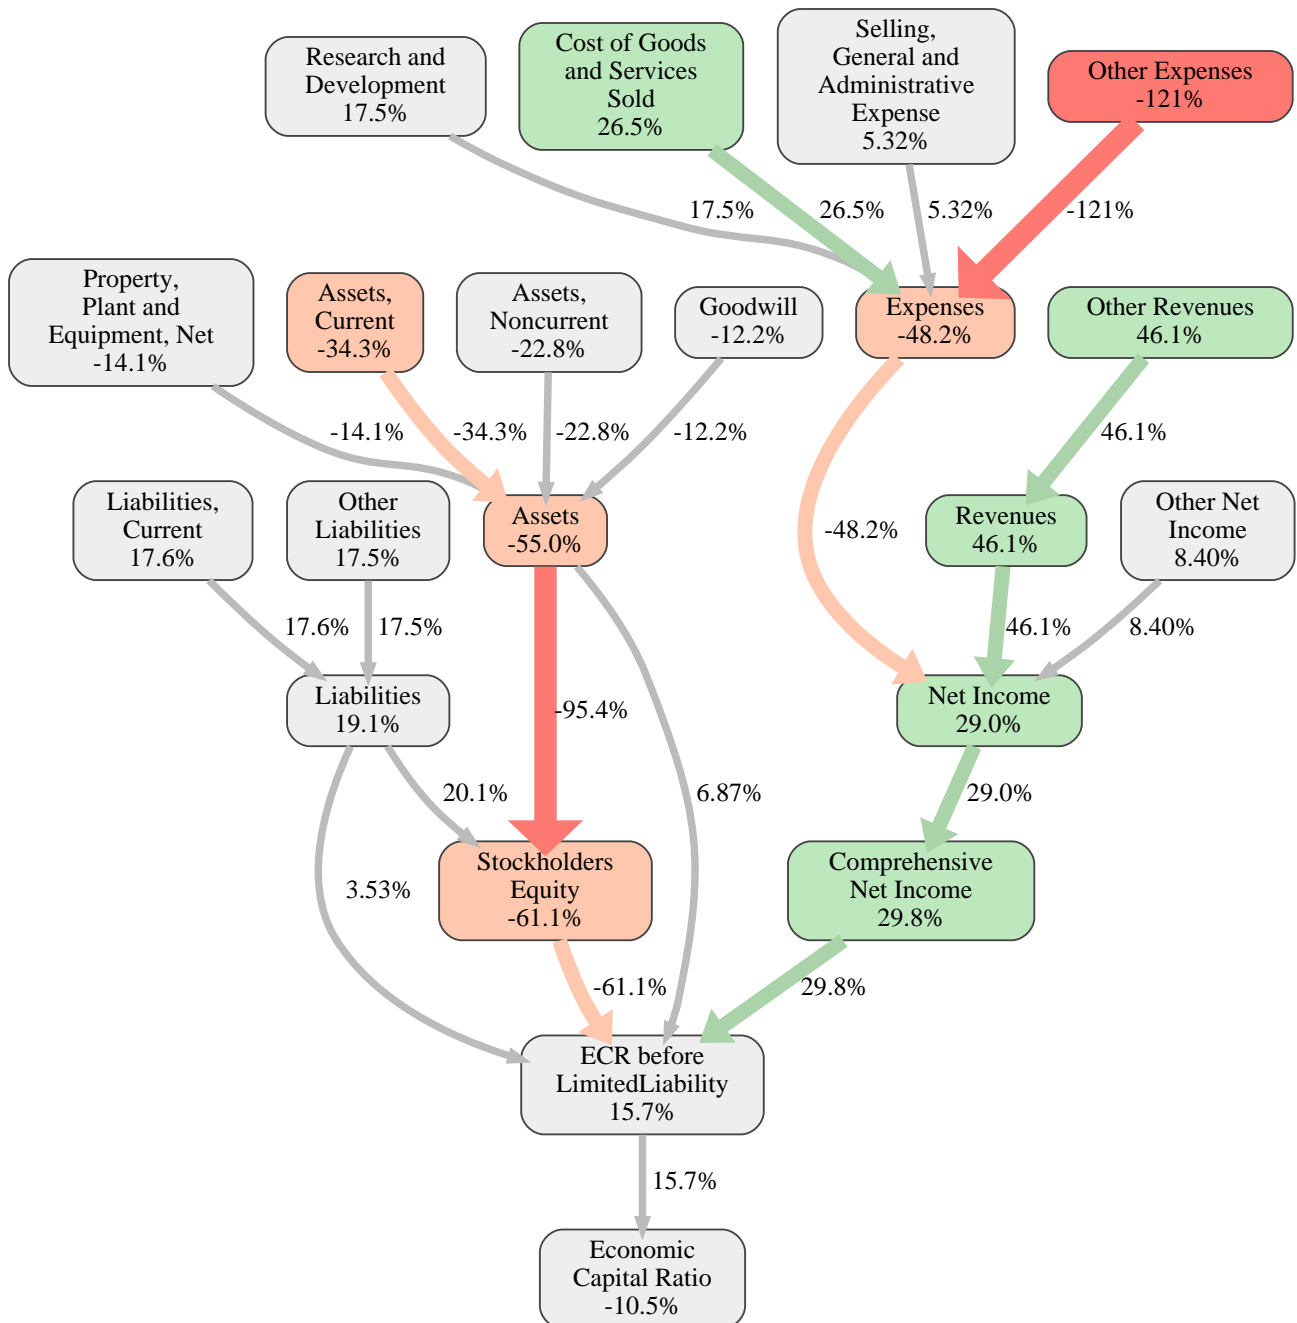 Research and
Development
17.5%
Cost of Goods
and Services
Sold
26.5%
Selling,
General and
Administrative
Expense
5.32%
Other Expenses
-121%
17.5%
26.5%
5.32%
-121%
Property,
Plant and
Equipment, Net
-14.1%
Assets,
Current
-34.3%
Assets,
Noncurrent
-22.8%
Goodwill
-12.2%
Expenses
-48.2%
Other Revenues
46.1%
-14.1%
-34.3%
-22.8%
-12.2%
46.1%
Liabilities,
Current
17.6%
Other
Liabilities
17.5%
Assets
-55.0%
-48.2%
Revenues
46.1%
Other Net
Income
8.40%
17.6%
17.5%
46.1%
8.40%
Liabilities
19.1%
-95.4%
Net Income
29.0%
20.1%
6.87%
29.0%
3.53%
Stockholders
Equity
-61.1%
Comprehensive
Net Income
29.8%
-61.1%
29.8%
ECR before
LimitedLiability
15.7%
15.7%
Economic
Capital Ratio
-10.5%